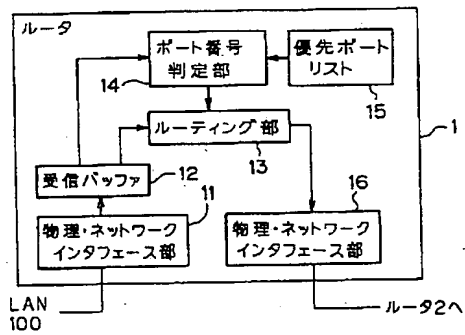 ルータ
ポート番号
判定部
14
優先ポート
リスト
15
ルーティング部
13
1
受信バッファ
12
11
16
物理・ネットワーク
インタフェース部
物理・ネットワーク
インタフェース部
LAN
100
ルータ2へ